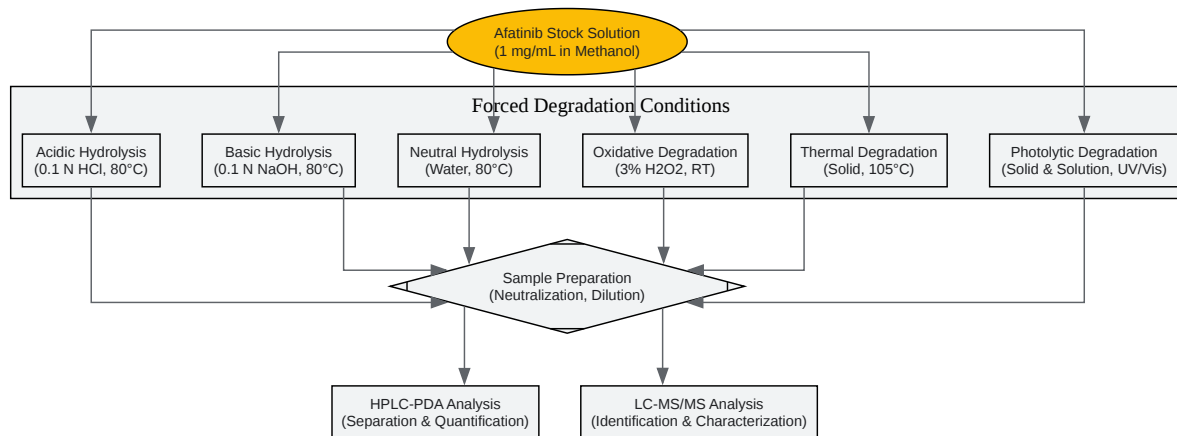 Afatinib Stock Solution
(1 mg/mL in Methanol)
Forced Degradation Conditions
Acidic Hydrolysis
(0.1 N HCl, 80°C)
Basic Hydrolysis
(0.1 N NaOH, 80°C)
Neutral Hydrolysis
(Water, 80°C)
Oxidative Degradation
(3% H2O2, RT)
Thermal Degradation
(Solid, 105°C)
Photolytic Degradation
(Solid & Solution, UV/Vis)
Sample Preparation
(Neutralization, Dilution)
HPLC-PDA Analysis
(Separation & Quantification)
LC-MS/MS Analysis
(Identification & Characterization)